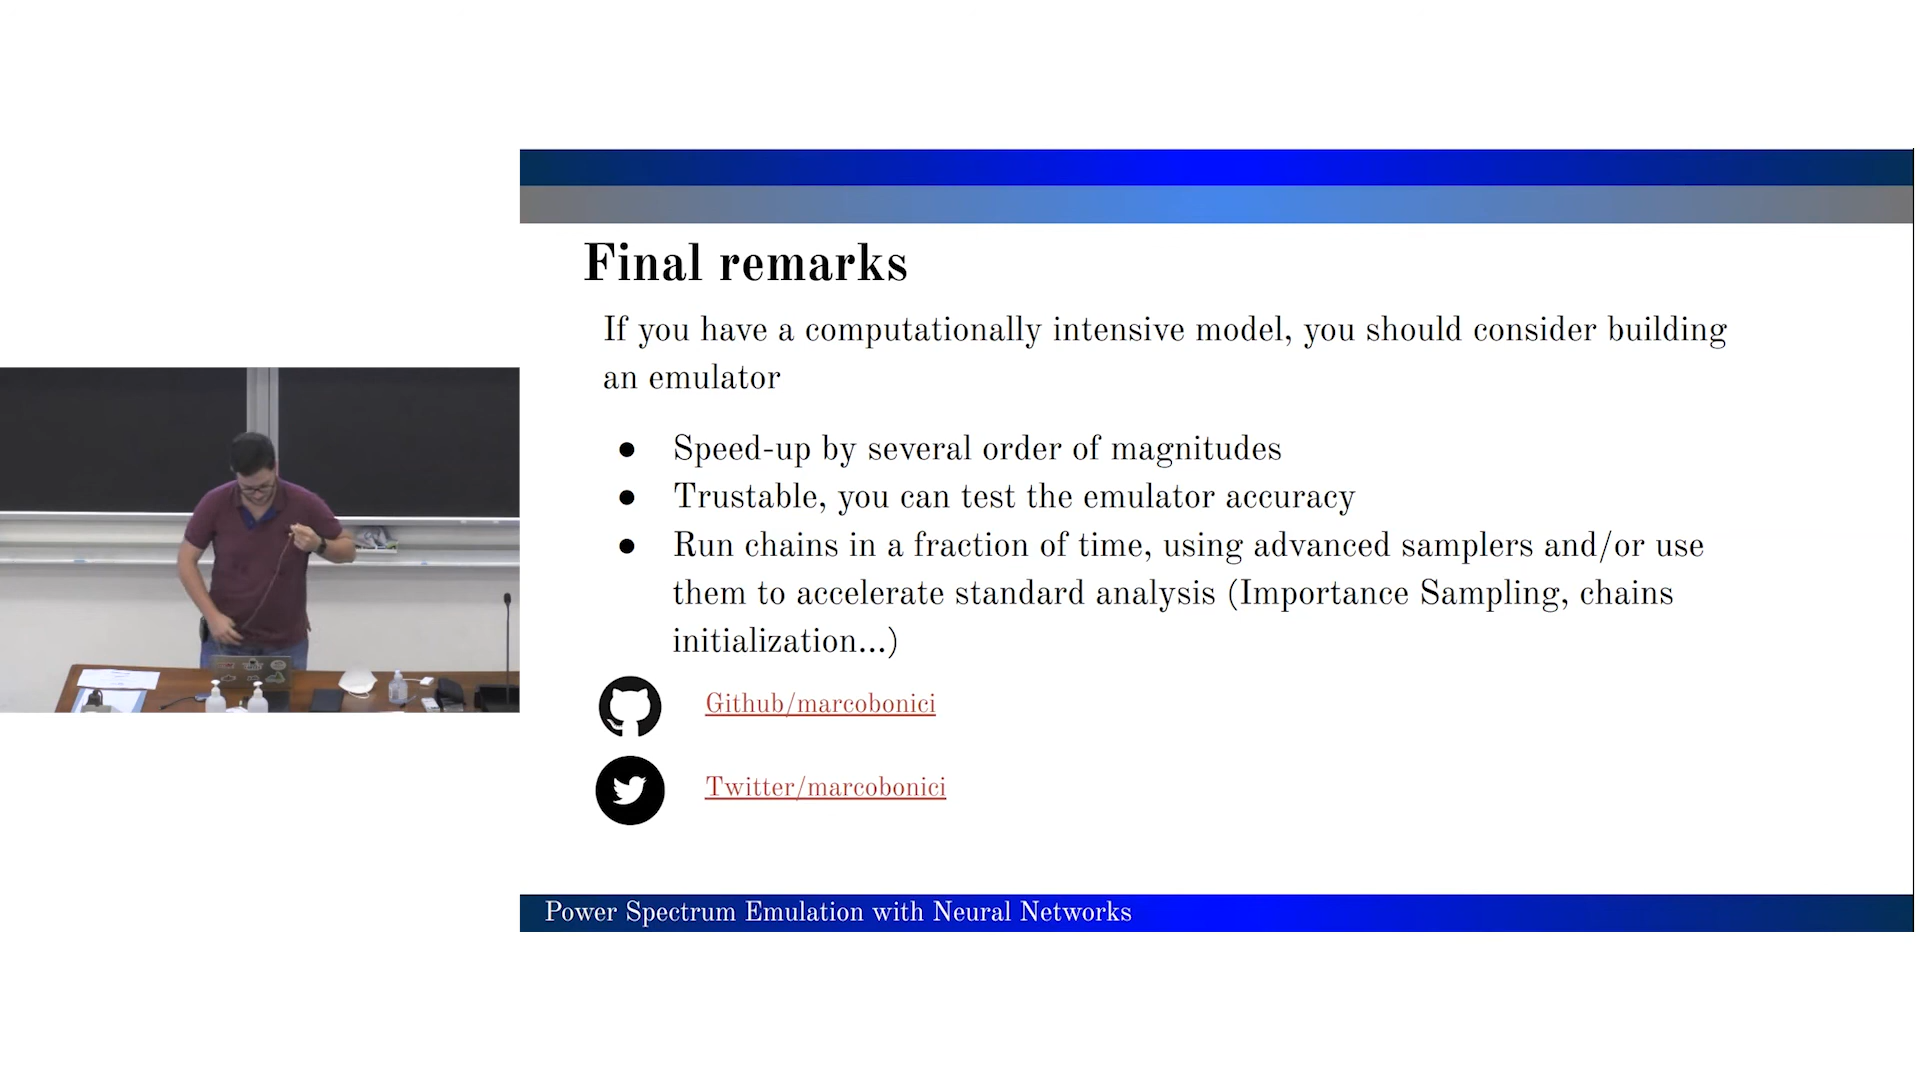 Final remarks
If you have a computationally intensive model, you should consider building
an emulator
● Speed-up by several order of magnitudes
● Trustable, you can test the emulator accuracy
● Run chains in a fraction of time, using advanced samplers and/or use
them to accelerate standard analysis (Importance Sampling, chains
initialization...)
Github/marcobonici
Twitter/marcobonici
Power Spectrum Emulation with Neural Networks